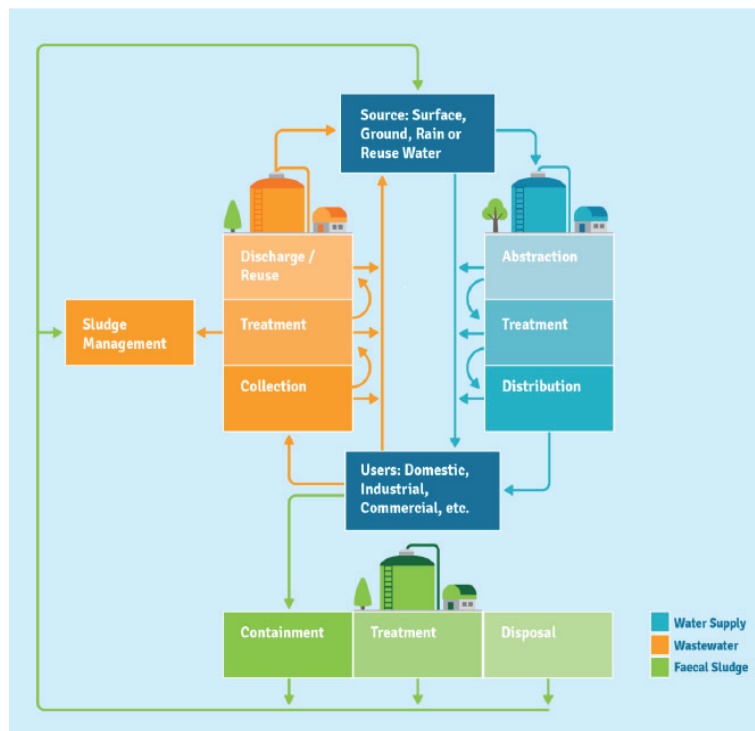 Source: Surface,
Ground, Rain or
Reuse Water
Discharge /
Reuse
Treatment
Collection
Sludge
Management
Abstraction
Treatment
Distribution
Users: Domestic,
Industrial,
Commercial, etc.
Containment
Treatment
Disposal
Water Supply
Wastewater
Faecal Sludge